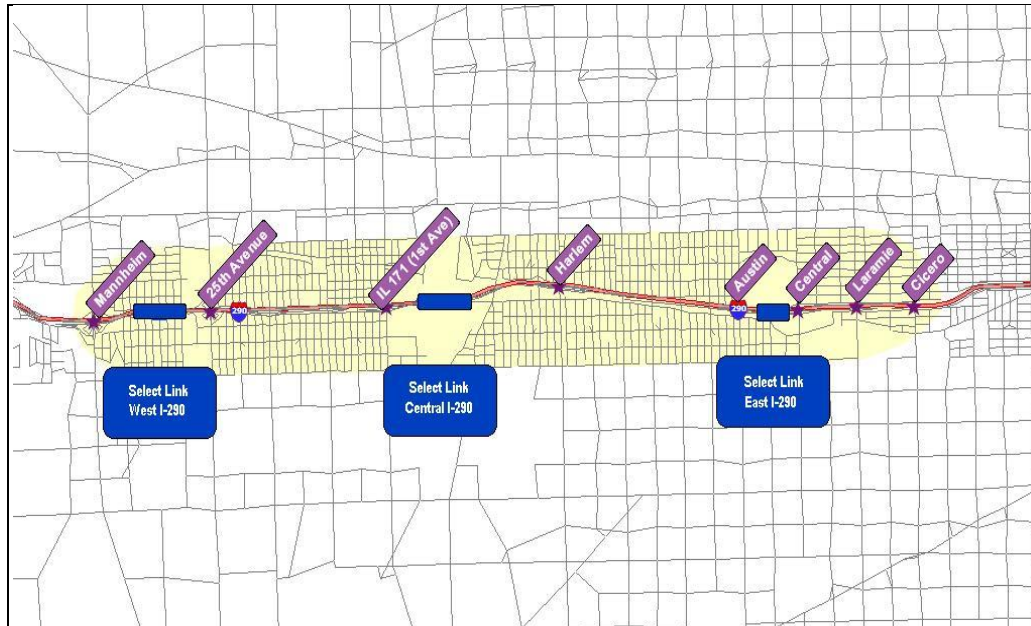 Mannheim
25th Avenue
IL 171 (1st Ave)
Harlem
Austin
Central
Laramie
Cicero
290
290
Select Link
West I-290
Select Link
Central I-290
Select Link
East I-290